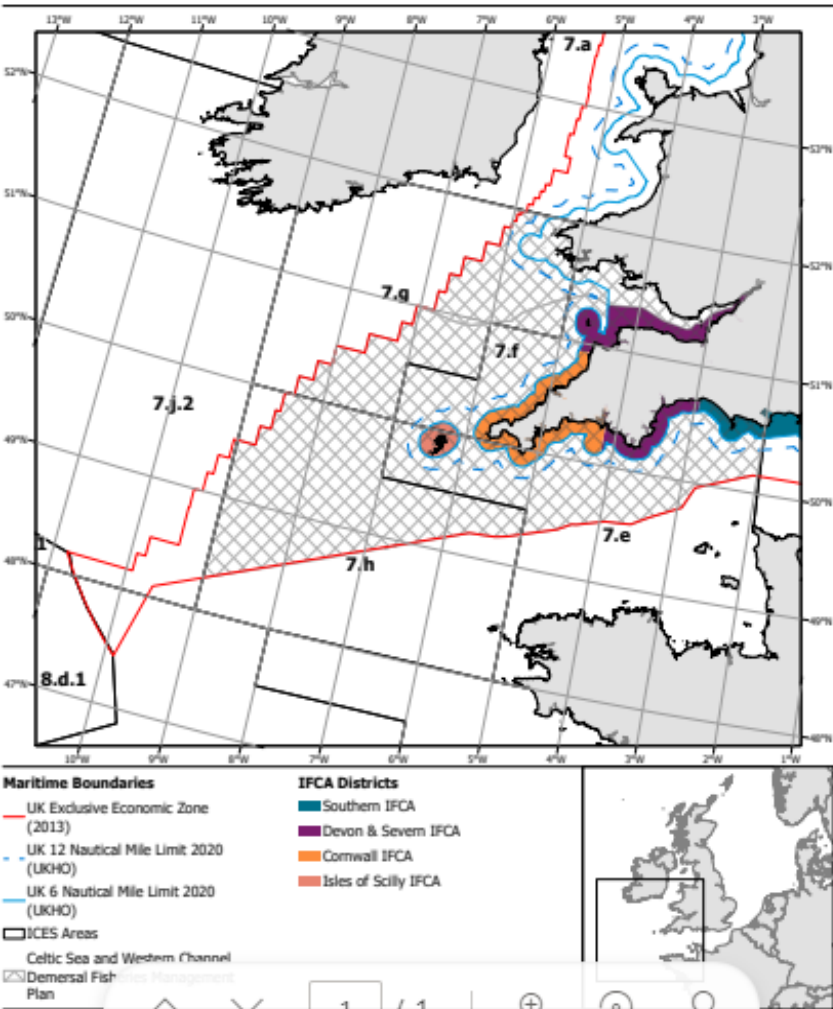 12°W 11°W 10°W 9°W 8°W 7°W 6°W 5°W 4°W 3°W
7.a
52°N
53°N
51°N
52°N
7.g
50°N
7.f
51°N
7.j.2
49°N
50°N
7.e
1
48°N
7.h
49°N
8.d.1
47°N
48°N
10°W 9°W 8°W 7°W 6°W 5°W 4°W 3°W 2°W 1°W
Maritime Boundaries
UK Exclusive Economic Zone
(2013)
UK 12 Nautical Mile Limit 2020
(UKHO)
UK 6 Nautical Mile Limit 2020
(UKHO)
ICES Areas
Celtic Sea and Western Channel
Demersal Fisheries Management
Plan
IFCA Districts
Southern IFCA
Devon & Severn IFCA
Cornwall IFCA
Isles of Scilly IFCA
1 / 1